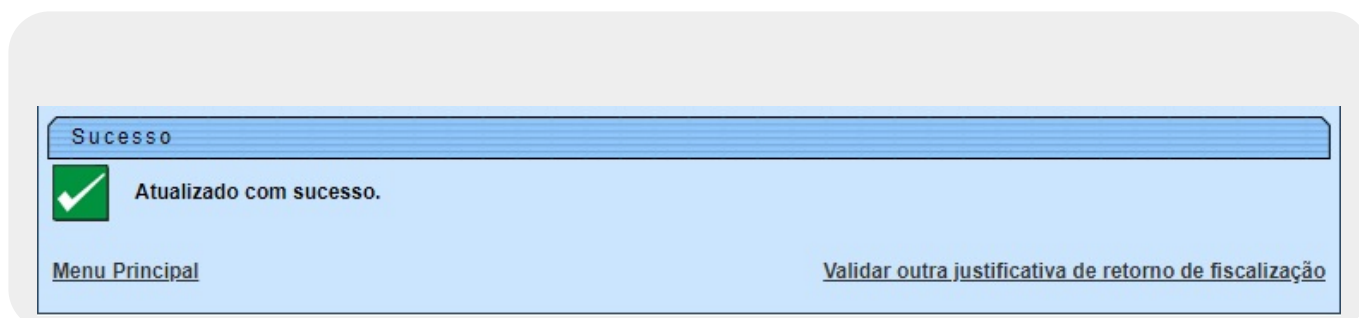 Sucesso
Atualizado com sucesso.
Menu Principal
Validar outra justificativa de retorno de fiscalização